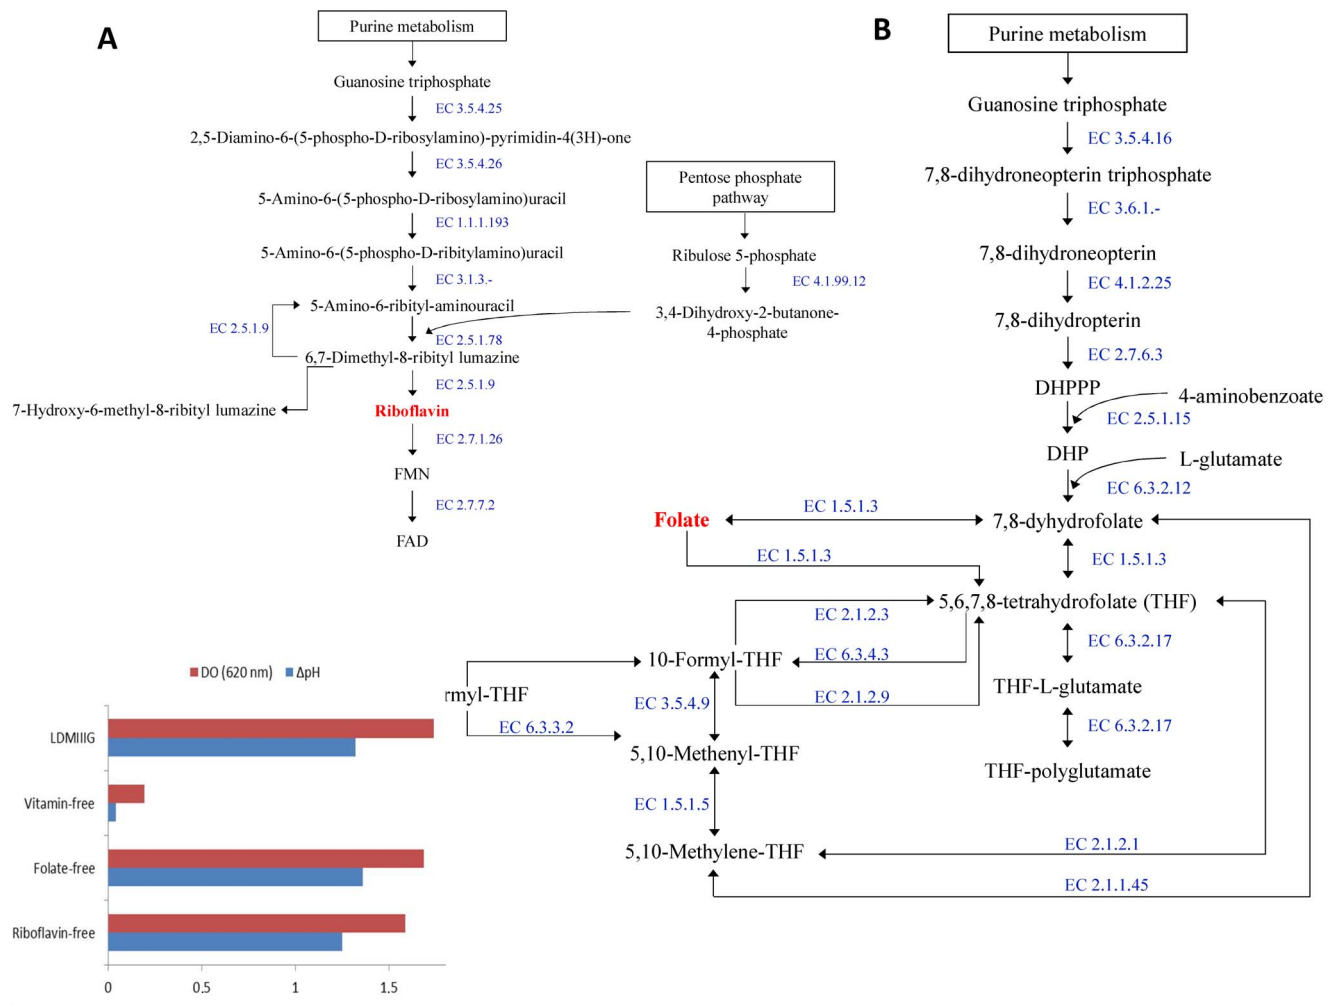 A
Purine metabolism
Guanosine triphosphate
EC 3.5.4.25
2,5-Diamino-6-(5-phospho-D-ribosylamino)-pyrimidin-4(3H)-one
EC 3.5.4.26
5-Amino-6-(5-phospho-D-ribosylamino)uracil
EC 1.1.1.193
5-Amino-6-(5-phospho-D-ribitylamino)uracil
EC 3.1.3.-
5-Amino-6-ribityl-aminouracil
EC 2.5.1.9
EC 2.5.1.78
6,7-Dimethyl-8-ribityl lumazine
EC 2.5.1.9
7-Hydroxy-6-methyl-8-ribityl lumazine
Riboflavin
EC 2.7.1.26
FMN
EC 2.7.7.2
FAD
Pentose phosphate
pathway
Ribulose 5-phosphate
EC 4.1.99.12
3,4-Dihydroxy-2-butanone-
4-phosphate
B
Purine metabolism
Guanosine triphosphate
EC 3.5.4.16
7,8-dihydroneopterin triphosphate
EC 3.6.1.-
7,8-dihydroneopterin
EC 4.1.2.25
7,8-dihydropterin
EC 2.7.6.3
DHPPP
4-aminobenzoate
EC 2.5.1.15
DHP
L-glutamate
EC 6.3.2.12
Folate
EC 1.5.1.3
7,8-dyhydrofolate
EC 1.5.1.3
EC 1.5.1.3
5,6,7,8-tetrahydrofolate (THF)
EC 2.1.2.3
EC 6.3.2.17
10-Formyl-THF
EC 6.3.4.3
THF-L-glutamate
rmyl-THF
EC 3.5.4.9
EC 2.1.2.9
EC 6.3.3.2
EC 6.3.2.17
5,10-Methenyl-THF
THF-polyglutamate
EC 1.5.1.5
5,10-Methylene-THF
EC 2.1.2.1
EC 2.1.1.45
DO (620 nm)
ΔpH
LDMIIIG
Vitamin-free
Folate-free
Riboflavin-free
0
0,5
1
1,5